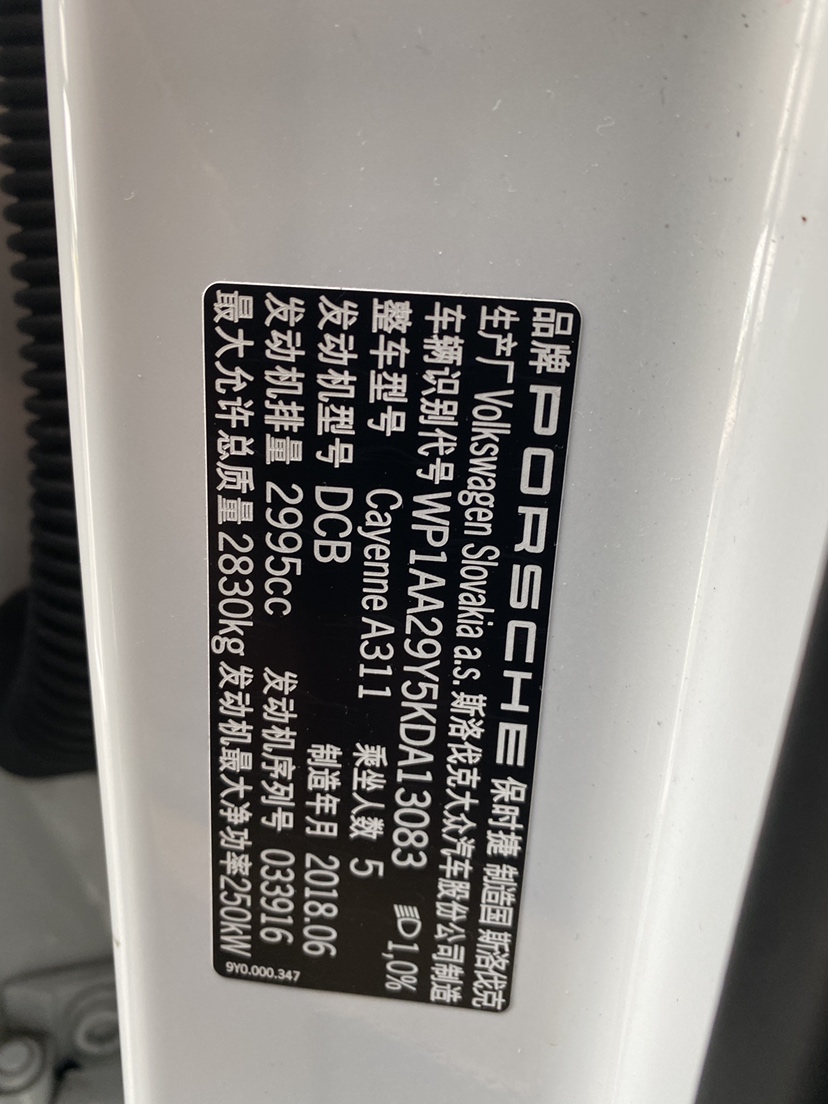 品牌 PORSCHE 保时捷 制造国 斯洛伐克
生产厂 Volkswagen Slovakia a.s. 斯洛伐克大众汽车股份公司制造
车辆识别代号 WP1AA29Y5KDA13083 1,0%
整车型号 Cayenne A311 乘坐人数 5
发动机型号 DCB 制造年月 2018.06
发动机排量 2995cc 发动机序列号 033916
最大允许总质量 2830kg 发动机最大净功率250kW
9Y0.000.347